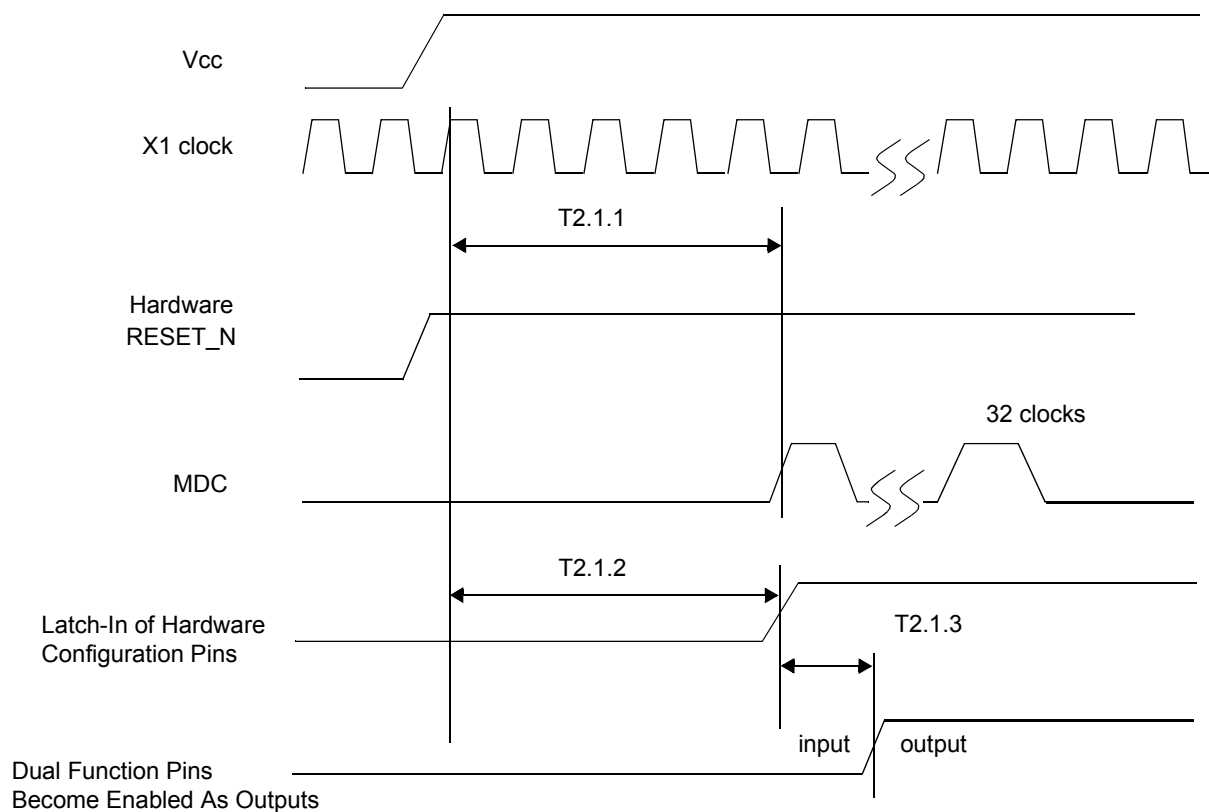 Vcc
X1 clock
T2.1.1
Hardware
RESET_N
32 clocks
MDC
T2.1.2
Latch-In of Hardware
Configuration Pins
T2.1.3
input
output
Dual Function Pins
Become Enabled As Outputs